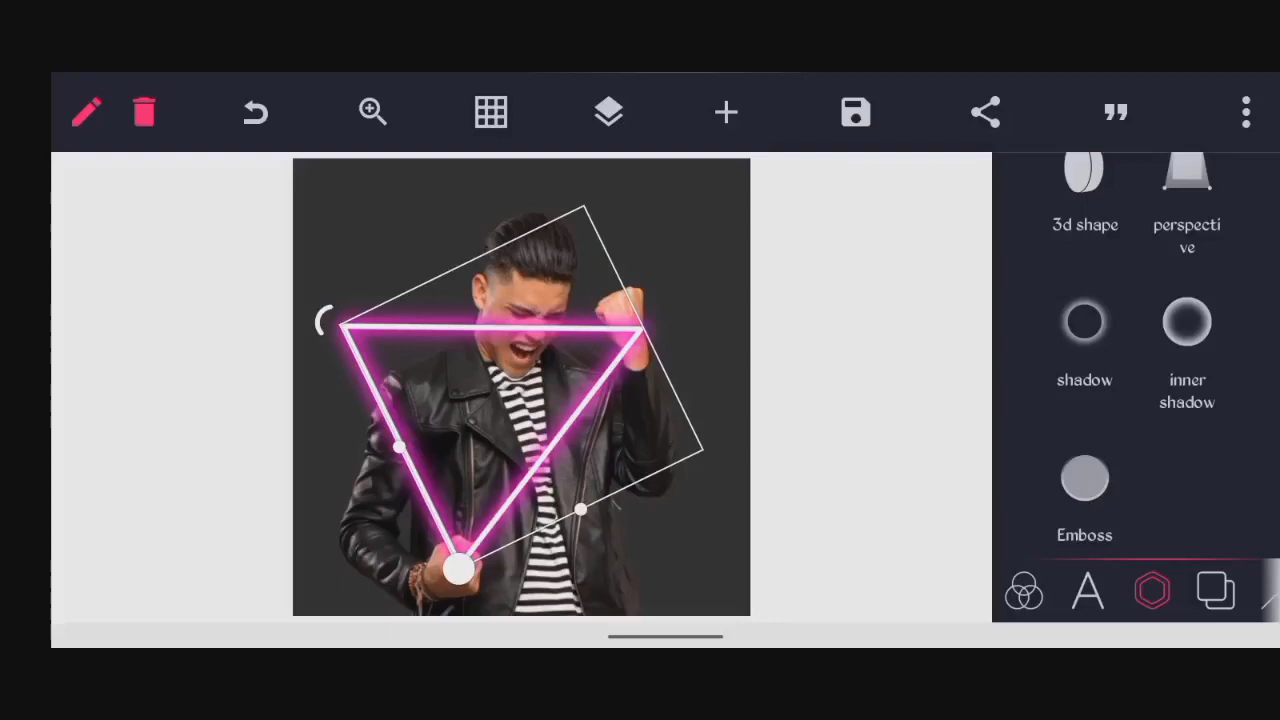 3d shape
perspecti
ve
shadow
inner
shadow
Emboss